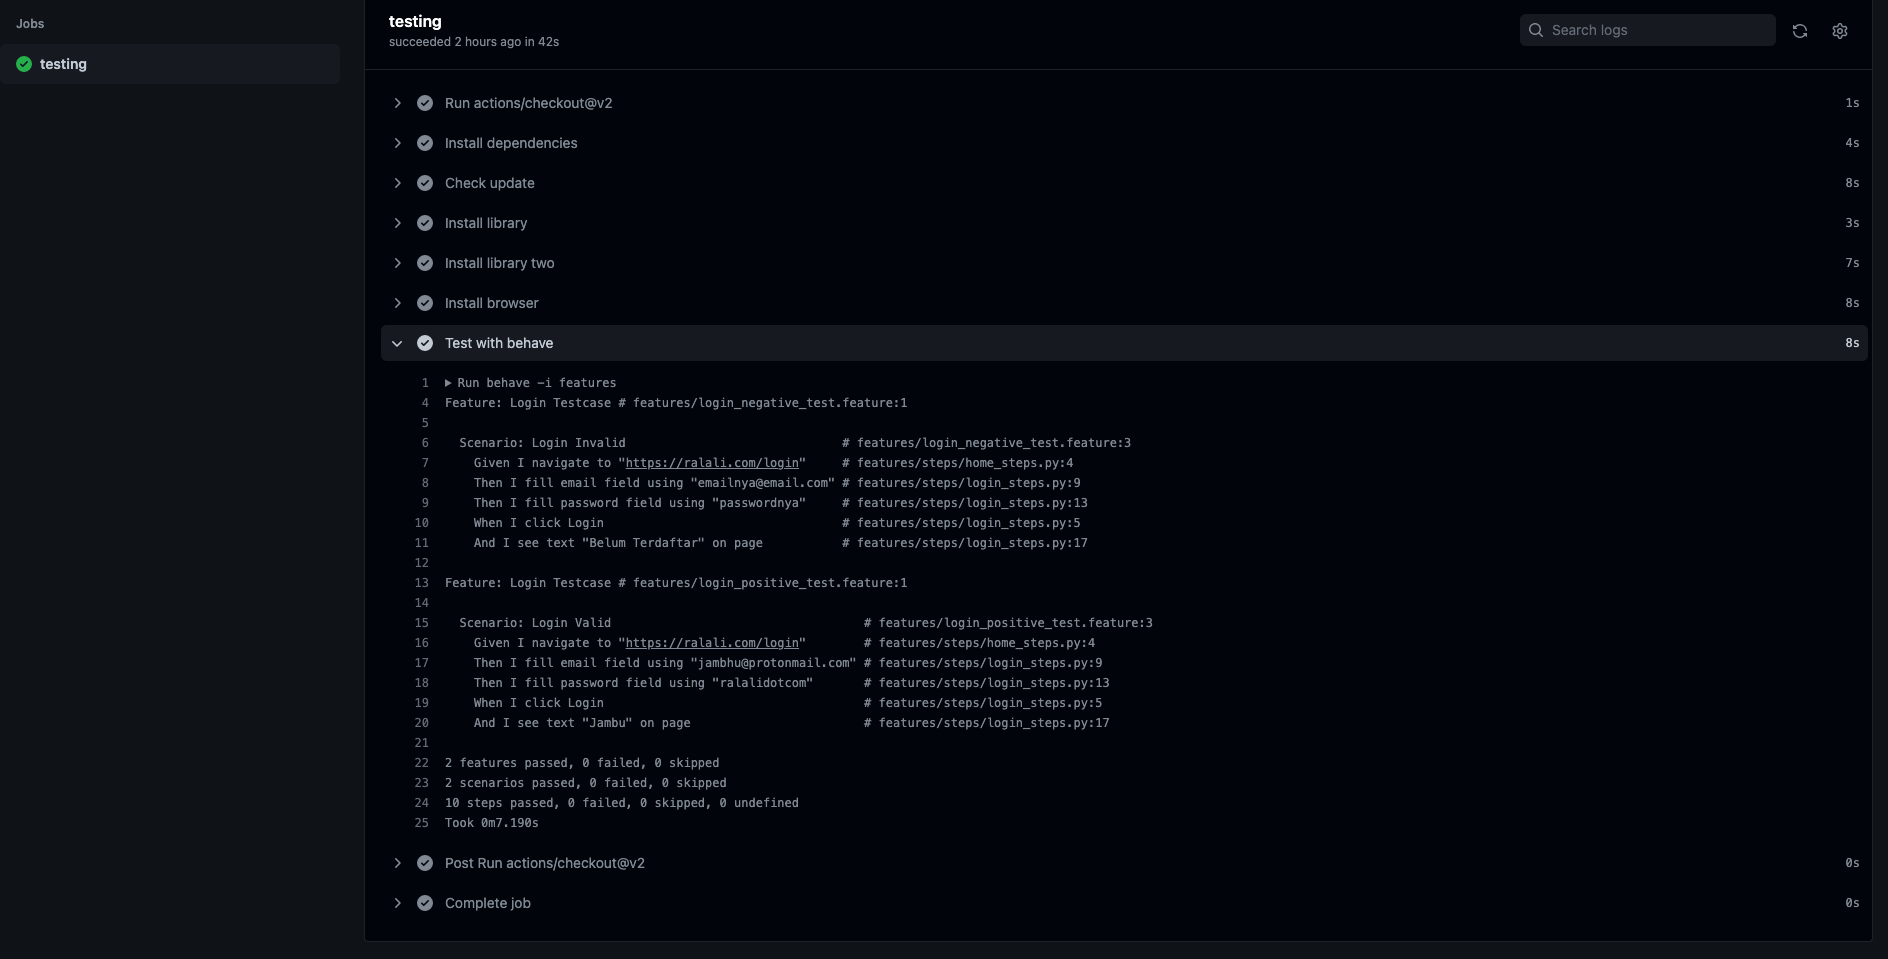 Jobs
testing
testing
succeeded 2 hours ago in 42s
Search logs
Run actions/checkout@v2 1s
Install dependencies 4s
Check update 8s
Install library 3s
Install library two 7s
Install browser 8s
Test with behave 8s
1 Run behave -i features
4 Feature: Login Testcase # features/login_negative_test.feature:1
5
6 Scenario: Login Invalid # features/login_negative_test.feature:3
7 Given I navigate to "https://ralali.com/login" # features/steps/home_steps.py:4
8 Then I fill email field using "emailnya@email.com" # features/steps/login_steps.py:9
9 Then I fill password field using "passwordnya" # features/steps/login_steps.py:13
10 When I click Login # features/steps/login_steps.py:5
11 And I see text "Belum Terdaftar" on page # features/steps/login_steps.py:17
12
13 Feature: Login Testcase # features/login_positive_test.feature:1
14
15 Scenario: Login Valid # features/login_positive_test.feature:3
16 Given I navigate to "https://ralali.com/login" # features/steps/home_steps.py:4
17 Then I fill email field using "jambhu@protonmail.com" # features/steps/login_steps.py:9
18 Then I fill password field using "ralalidotcom" # features/steps/login_steps.py:13
19 When I click Login # features/steps/login_steps.py:5
20 And I see text "Jambu" on page # features/steps/login_steps.py:17
21
22 2 features passed, 0 failed, 0 skipped
23 2 scenarios passed, 0 failed, 0 skipped
24 10 steps passed, 0 failed, 0 skipped, 0 undefined
25 Took 0m7.190s
Post Run actions/checkout@v2 0s
Complete job 0s